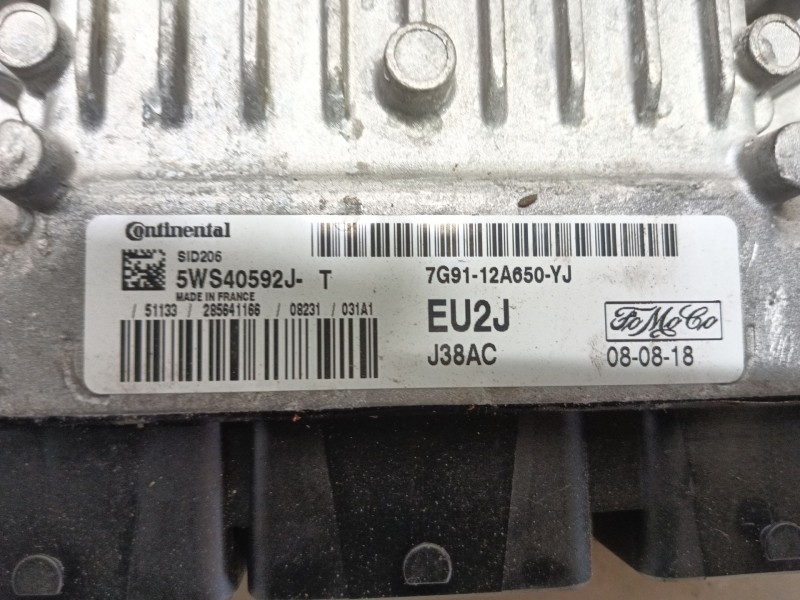 Continental
SID206
5WS40592J- T
MADE IN FRANCE
/ 51133 / 285641166 / 08231 / 031A1
7G91-12A650-YJ
EU2J
FoMoCo
J38AC
08-08-18